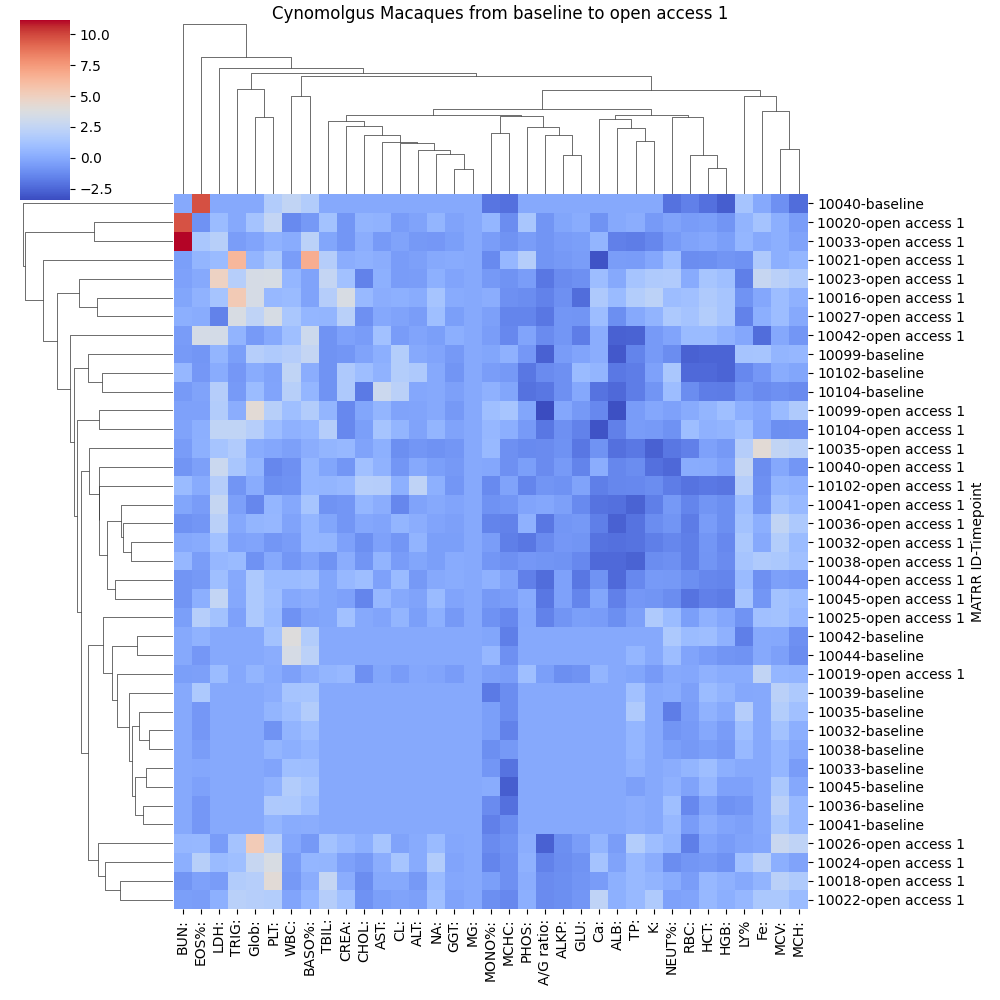 Cynomolgus Macaques from baseline to open access 1
10.0
7.5
5.0
2.5
0.0
−2.5
10040-baseline
10020-open access 1
10033-open access 1
10021-open access 1
10023-open access 1
10016-open access 1
10027-open access 1
10042-open access 1
10099-baseline
10102-baseline
10104-baseline
10099-open access 1
10104-open access 1
10035-open access 1
10040-open access 1
10102-open access 1
10041-open access 1
10036-open access 1
10032-open access 1
10038-open access 1
10044-open access 1
10045-open access 1
10025-open access 1
10042-baseline
10044-baseline
10019-open access 1
10039-baseline
10035-baseline
10032-baseline
10038-baseline
10033-baseline
10045-baseline
10036-baseline
10041-baseline
10026-open access 1
10024-open access 1
10018-open access 1
10022-open access 1
MATRR ID-Timepoint
BUN:
EOS%:
LDH:
TRIG:
Glob:
PLT:
WBC:
BASO%:
TBIL:
CREA:
CHOL:
AST:
CL:
ALT:
NA:
GGT:
MG:
MONO%:
MCHC:
PHOS:
A/G ratio:
ALKP:
GLU:
Ca:
ALB:
TP:
K:
NEUT%:
RBC:
HCT:
HGB:
LY%
Fe:
MCV:
MCH: